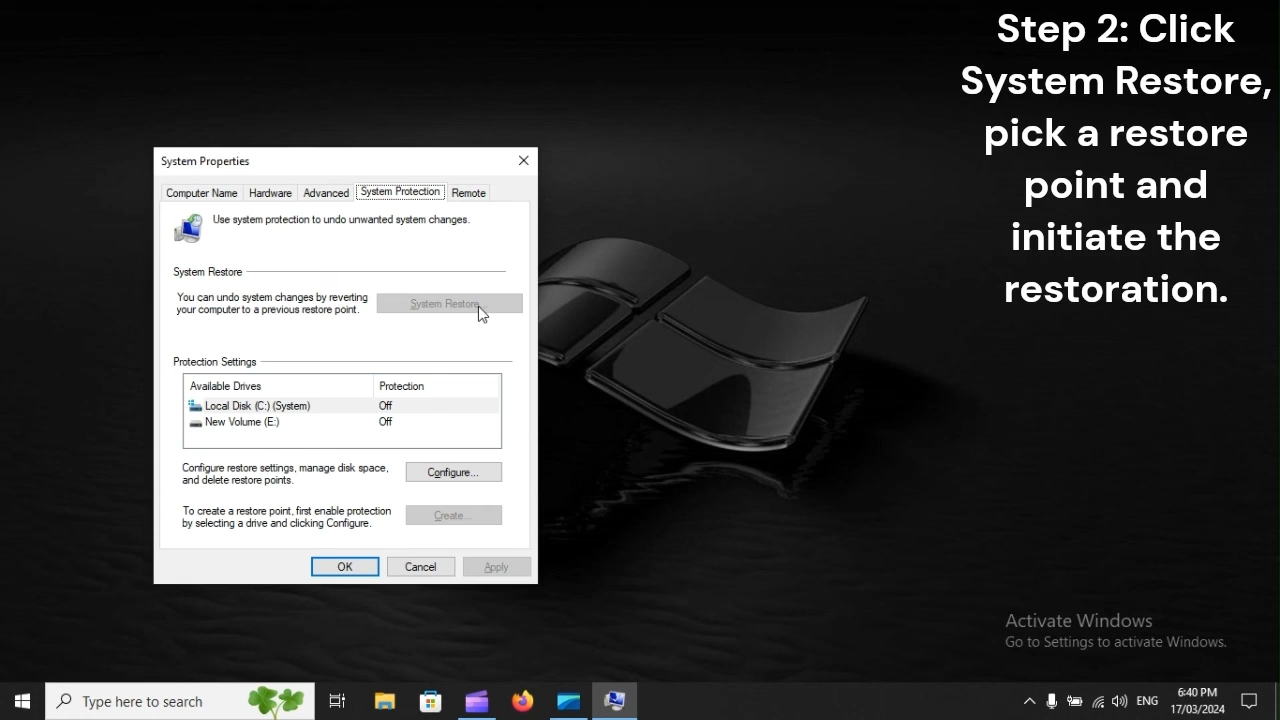 Step 2: Click
System Restore,
pick a restore
point and
initiate the
restoration.
System Properties
Computer Name Hardware Advanced System Protection Remote
Use system protection to undo unwanted system changes.
System Restore
You can undo system changes by reverting
your computer to a previous restore point.
System Restore...
Protection Settings
Available Drives Protection
Local Disk (C:) (System) Off
New Volume (E:) Off
Configure restore settings, manage disk space,
and delete restore points.
Configure...
To create a restore point, first enable protection
by selecting a drive and clicking Configure.
Create...
OK Cancel Apply
Activate Windows
Go to Settings to activate Windows.
Type here to search
ENG
6:40 PM
17/03/2024